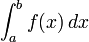 ∫_a^b f(x) dx